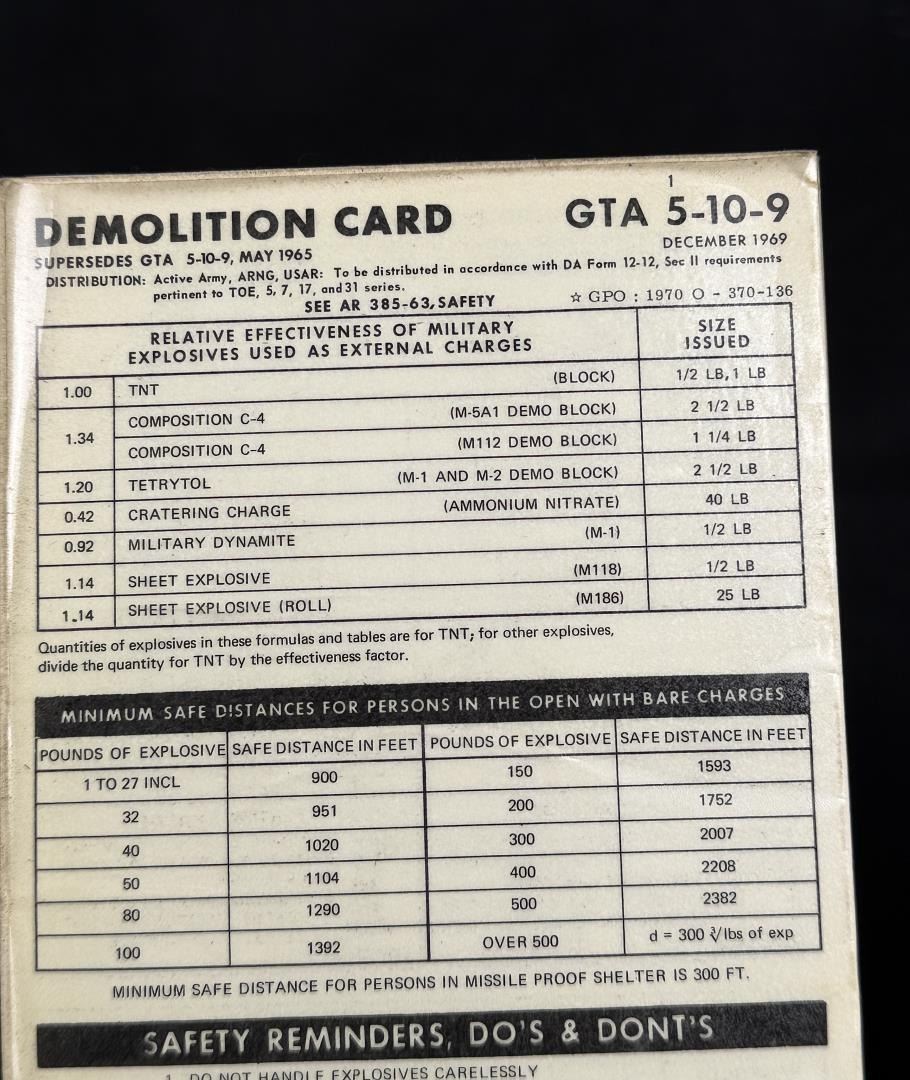 1
DEMOLITION CARD GTA 5-10-9
SUPERSEDES GTA 5-10-9, MAY 1965 DECEMBER 1969
DISTRIBUTION: Active Army, ARNG, USAR: To be distributed in accordance with DA Form 12-12, Sec II requirements
pertinent to TOE, 5, 7, 17, and 31 series.
SEE AR 385-63, SAFETY ☆ GPO : 1970 O - 370-136
RELATIVE EFFECTIVENESS OF MILITARY
EXPLOSIVES USED AS EXTERNAL CHARGES
SIZE
ISSUED
1.00 TNT (BLOCK) 1/2 LB, 1 LB
1.34 COMPOSITION C-4 (M-5A1 DEMO BLOCK) 2 1/2 LB
COMPOSITION C-4 (M112 DEMO BLOCK) 1 1/4 LB
1.20 TETRYTOL (M-1 AND M-2 DEMO BLOCK) 2 1/2 LB
0.42 CRATERING CHARGE (AMMONIUM NITRATE) 40 LB
0.92 MILITARY DYNAMITE (M-1) 1/2 LB
1.14 SHEET EXPLOSIVE (M118) 1/2 LB
1.14 SHEET EXPLOSIVE (ROLL) (M186) 25 LB
Quantities of explosives in these formulas and tables are for TNT; for other explosives,
divide the quantity for TNT by the effectiveness factor.
MINIMUM SAFE DISTANCES FOR PERSONS IN THE OPEN WITH BARE CHARGES
POUNDS OF EXPLOSIVE SAFE DISTANCE IN FEET POUNDS OF EXPLOSIVE SAFE DISTANCE IN FEET
1 TO 27 INCL 900 150 1593
32 951 200 1752
40 1020 300 2007
50 1104 400 2208
80 1290 500 2382
100 1392 OVER 500 d = 300 ∛lbs of exp
MINIMUM SAFE DISTANCE FOR PERSONS IN MISSILE PROOF SHELTER IS 300 FT.
SAFETY REMINDERS, DO'S & DONT'S
1. DO NOT HANDLE EXPLOSIVES CARELESSLY